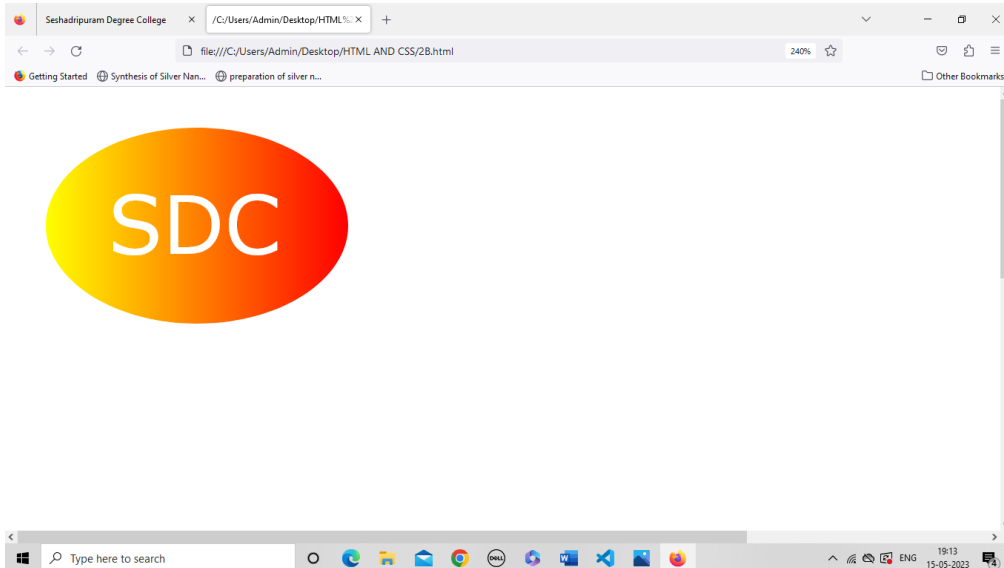 Seshadripuram Degree College
/C:/Users/Admin/Desktop/HTML%
file:///C:/Users/Admin/Desktop/HTML AND CSS/2B.html
240%
Getting Started
Synthesis of Silver Nan...
preparation of silver n...
Other Bookmarks
SDC
Type here to search
DELL
ENG
19:13
15-05-2023
4